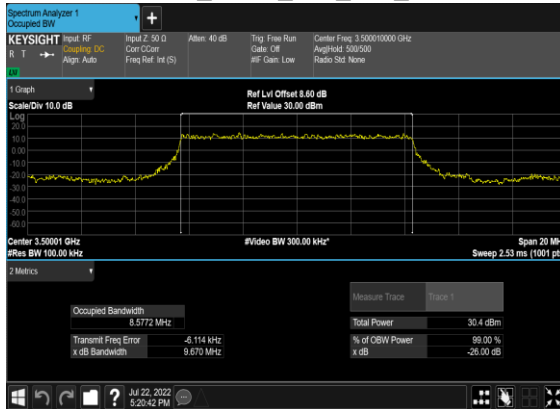 Spectrum Analyzer 1
Occupied BW
KEYSIGHT
R T
LW
Input: RF
Coupling: DC
Align: Auto
Input Z: 50 Ω
Corr CCorr
Freq Ref: Int (S)
Atten: 40 dB
Trig: Free Run
Gate: Off
#IF Gain: Low
Center Freq: 3.500010000 GHz
Avg|Hold: 500/500
Radio Std: None
1 Graph
Scale/Div 10.0 dB
Ref Lvl Offset 8.60 dB
Ref Value 30.00 dBm
Log
20.0
10.0
0.00
-10.0
-20.0
-30.0
-40.0
-50.0
-60.0
Center 3.50001 GHz
#Res BW 100.00 kHz
#Video BW 300.00 kHz*
Span 20 MH
Sweep 2.53 ms (1001 pt
2 Metrics
Occupied Bandwidth
8.5772 MHz
Transmit Freq Error -6.114 kHz
x dB Bandwidth 9.670 MHz
Measure Trace Trace 1
Total Power 30.4 dBm
% of OBW Power 99.00 %
x dB -26.00 dB
?
Jul 22, 2022
5:20:42 PM